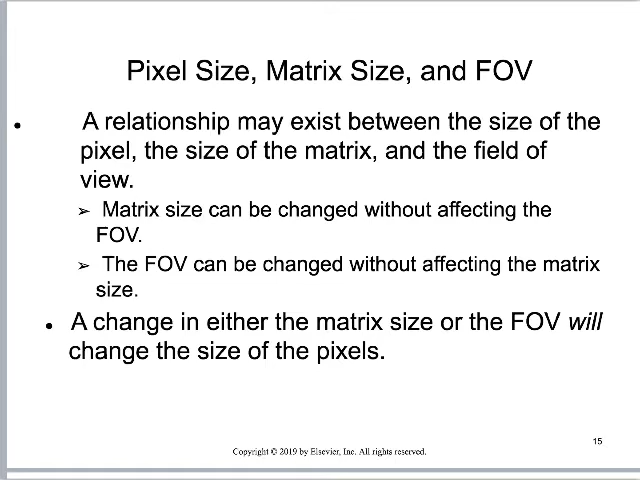 Pixel Size, Matrix Size, and FOV
• A relationship may exist between the size of the
pixel, the size of the matrix, and the field of
view.
➢ Matrix size can be changed without affecting the
FOV.
➢ The FOV can be changed without affecting the matrix
size.
• A change in either the matrix size or the FOV will
change the size of the pixels.
15
Copyright © 2019 by Elsevier, Inc. All rights reserved.